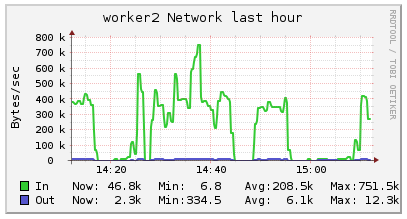 worker2 Network last hour
RRDTOOL / TOBI OETIKER
Bytes/sec
800 k
700 k
600 k
500 k
400 k
300 k
200 k
100 k
0
14:20 14:40 15:00
In Now: 46.8k Min: 6.8 Avg:208.5k Max:751.5k
Out Now: 2.3k Min:334.5 Avg: 6.1k Max: 12.3k